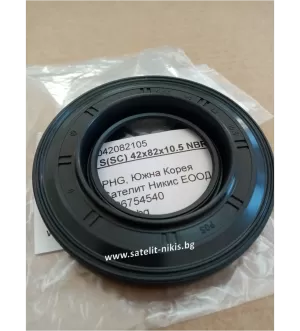 042082105
S(SC) 42x82x10.5 NBR
PHG, Южна Корея
Сателит Никис ЕООД
6754540
www.satelit-nikis.bg